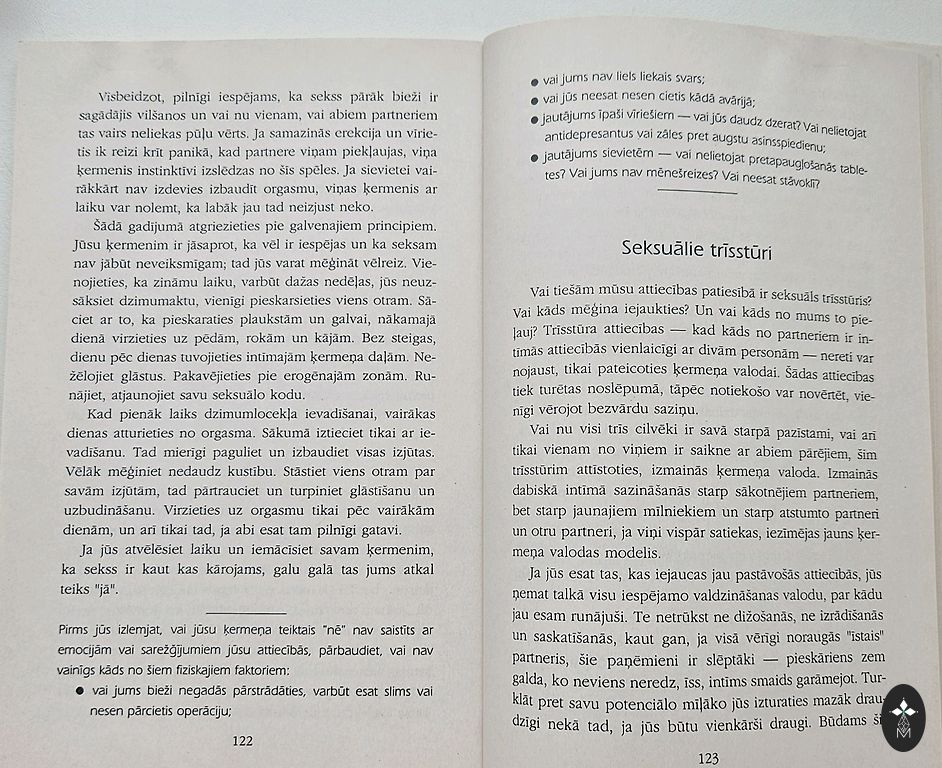 Visbeidzot, pilnīgi iespējams, ka sekss pārāk bieži ir
sagādājis vilšanos un vai nu vienam, vai abiem partneriem
tas vairs neliekas pūļu vērts. Ja samazinās erekcija un vīrie-
tis ik reizi krīt panikā, kad partnere viņam piekļaujas, viņa
ķermenis instinktīvi izslēdzas no šīs spēles. Ja sievietei vai-
rākkārt nav izdevies izbaudīt orgasmu, viņas ķermenis ar
laiku var nolemt, ka labāk jau tad neizjust neko.
Šādā gadījumā atgriezieties pie galvenajiem principiem.
Jūsu ķermenim ir jāsaprot, ka vēl ir iespējas un ka seksam
nav jābūt neveiksmīgam; tad jūs varat mēģināt vēlreiz. Vie-
nojieties, ka zināmu laiku, varbūt dažas nedēļas, jūs neuz-
sāksiet dzimumaktu, vienīgi pieskarsieties viens otram. Sā-
ciet ar to, ka pieskaraties plaukstām un galvai, nākamajā
dienā virzieties uz pēdām, rokām un kājām. Bez steigas,
dienu pēc dienas tuvojieties intīmajām ķermeņa daļām. Ne-
žēlojiet glāstus. Pakavējieties pie erogēnajām zonām. Ru-
nājiet, atjaunojiet savu seksuālo kodu.
Kad pienāk laiks dzimumlocekļa ievadīšanai, vairākas
dienas atturieties no orgasma. Sākumā iztieciet tikai ar ie-
vadīšanu. Tad mierīgi paguliet un izbaudiet visas izjūtas.
Vēlāk mēģiniet nedaudz kustību. Stāstiet viens otram par
savām izjūtām, tad pārtrauciet un turpiniet glāstīšanu un
uzbudināšanu. Virzieties uz orgasmu tikai pēc vairākām
dienām, un arī tikai tad, ja abi esat tam pilnīgi gatavi.
Ja jūs atvēlēsiet laiku un iemācīsiet savam ķermenim,
ka sekss ir kaut kas kārojams, galu galā tas jums atkal
teiks "jā".
Pirms jūs izlemjat, vai jūsu ķermeņa teiktais "nē" nav saistīts ar
emocijām vai sarežģījumiem jūsu attiecībās, pārbaudiet, vai nav
vainīgs kāds no šiem fiziskajiem faktoriem:
● vai jums bieži negadās pārstrādāties, varbūt esat slims vai
nesen pārcietis operāciju;
122
● vai jums nav liels liekais svars;
● vai jūs neesat nesen cietis kādā avārijā;
● jautājums īpaši vīriešiem — vai jūs daudz dzerat? Vai nelietojat
antidepresantus vai zāles pret augstu asinsspiedienu;
● jautājums sievietēm — vai nelietojat pretapaugļošanās table-
tes? Vai jums nav mēnešreizes? Vai neesat stāvoklī?
Seksuālie trīsstūri
Vai tiešām mūsu attiecības patiesībā ir seksuāls trīsstūris?
Vai kāds mēģina iejaukties? Un vai kāds no mums to pie-
ļauj? Trīsstūra attiecības — kad kāds no partneriem ir in-
tīmās attiecībās vienlaicīgi ar divām personām — nereti var
nojaust, tikai pateicoties ķermeņa valodai. Šādas attiecības
tiek turētas noslēpumā, tāpēc notiekošo var novērtēt, vie-
nīgi vērojot bezvārdu saziņu.
Vai nu visi trīs cilvēki ir savā starpā pazīstami, vai arī
tikai vienam no viņiem ir saikne ar abiem pārējiem, šim
trīsstūrim attīstoties, izmainās ķermeņa valoda. Izmainās
dabiskā intīmā sazināšanās starp sākotnējiem partneriem,
bet starp jaunajiem mīlniekiem un starp atstumto partneri
un otru partneri, ja viņi vispār satiekas, iezīmējas jauns ķer-
meņa valodas modelis.
Ja jūs esat tas, kas iejaucas jau pastāvošās attiecībās, jūs
ņemat talkā visu iespējamo valdzināšanas valodu, par kādu
jau esam runājuši. Te netrūkst ne dižošanās, ne izrādīšanās
un saskatīšanās, kaut gan, ja visā vērīgi noraugās "īstais"
partneris, šie paņēmieni ir slēptāki — pieskāriens zem
galda, ko neviens neredz, īss, intīms smaids garāmejot. Tur-
klāt pret savu potenciālo mīļāko jūs izturaties mazāk drau-
dzīgi nekā tad, ja jūs būtu vienkārši draugi. Būdams
123
M